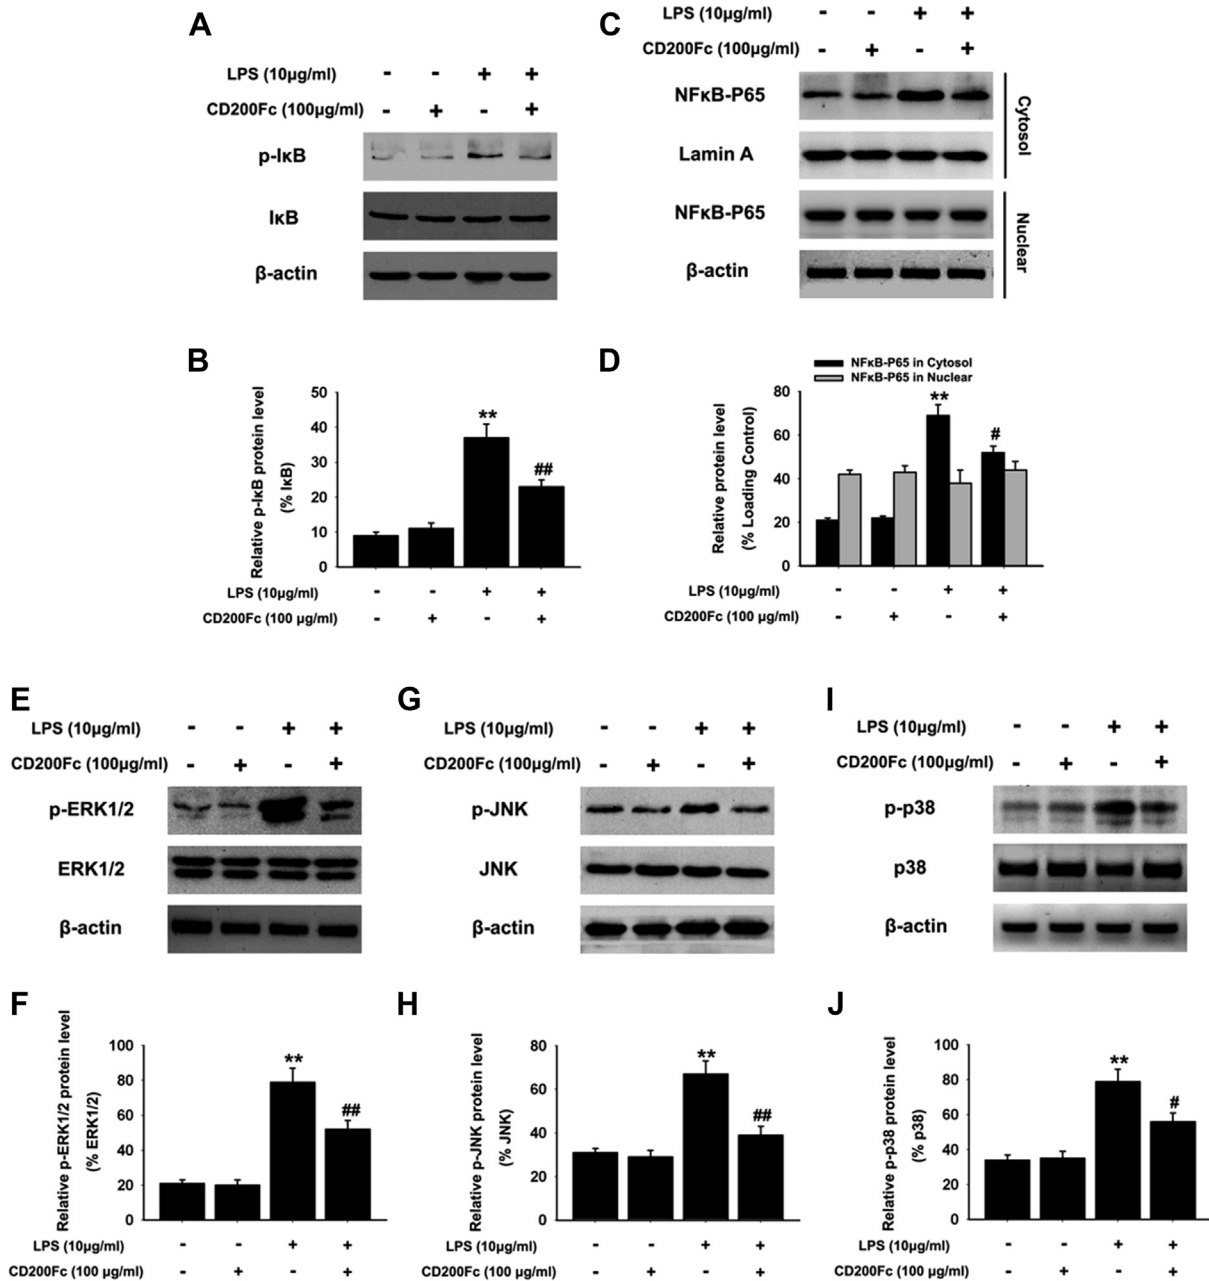 A
LPS (10μg/ml) - - + +
CD200Fc (100μg/ml) - + - +
p-IκB
IκB
β-actin
C
LPS (10μg/ml) - - + +
CD200Fc (100μg/ml) - + - +
NFκB-P65
Lamin A
Cytosol
NFκB-P65
β-actin
Nuclear
B
Relative p-IκB protein level
(% IκB)
50
40
30
20
10
0
**
##
LPS (10μg/ml) - - + +
CD200Fc (100 μg/ml) - + - +
D
NFκB-P65 in Cytosol
NFκB-P65 in Nuclear
Relative protein level
(% Loading Control)
80
60
40
20
0
**
#
LPS (10μg/ml) - - + +
CD200Fc (100 μg/ml) - + - +
E
LPS (10μg/ml) - - + +
CD200Fc (100μg/ml) - + - +
p-ERK1/2
ERK1/2
β-actin
G
LPS (10μg/ml) - - + +
CD200Fc (100μg/ml) - + - +
p-JNK
JNK
β-actin
I
LPS (10μg/ml) - - + +
CD200Fc (100μg/ml) - + - +
p-p38
p38
β-actin
F
Relative p-ERK1/2 protein level
(% ERK1/2)
100
80
60
40
20
0
**
##
LPS (10μg/ml) - - + +
CD200Fc (100 μg/ml) - + - +
H
Relative p-JNK protein level
(% JNK)
80
60
40
20
0
**
##
LPS (10μg/ml) - - + +
CD200Fc (100 μg/ml) - + - +
J
Relative p-p38 protein level
(% p38)
100
80
60
40
20
0
**
#
LPS (10μg/ml) - - + +
CD200Fc (100 μg/ml) - + - +